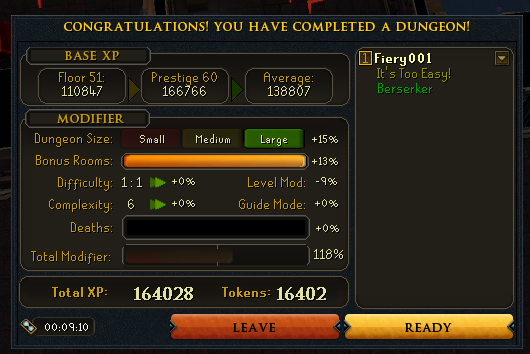 CONGRATULATIONS! YOU HAVE COMPLETED A DUNGEON!
BASE XP
Floor 51: 110847
Prestige 60 166766
Average: 138807
MODIFIER
Dungeon Size: Small Medium Large +15%
Bonus Rooms: +13%
Difficulty: 1:1 +0% Level Mod: -9%
Complexity: 6 +0% Guide Mode: +0%
Deaths: +0%
Total Modifier: 118%
Total XP: 164028 Tokens: 16402
00:09:10
LEAVE
READY
1 Fiery001
It's Too Easy!
Berserker